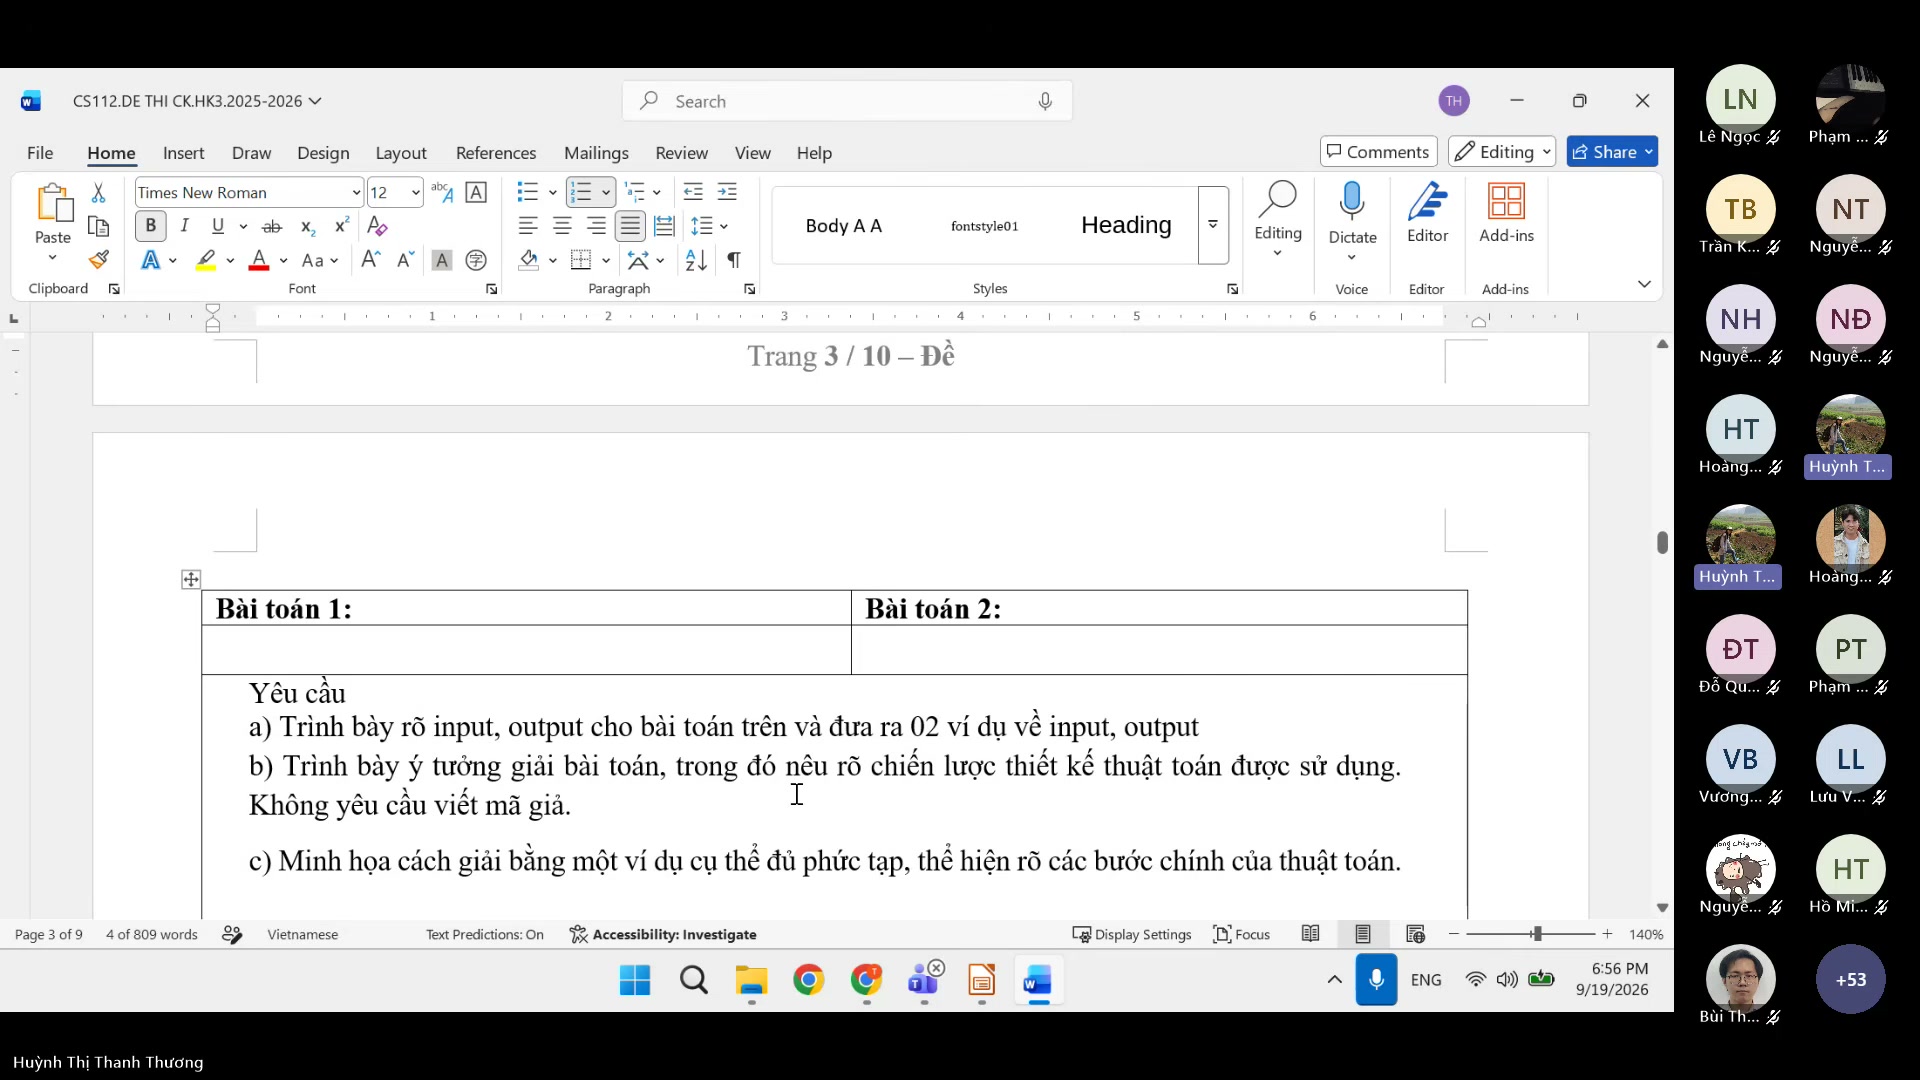 CS112.DE THI CK.HK3.2025-2026
Search
TH
File Home Insert Draw Design Layout References Mailings Review View Help
Comments Editing Share
Paste
Clipboard
Times New Roman 12
Font
Paragraph
Body A A fontstyle01 Heading
Styles
Editing
Dictate
Voice
Editor
Editor
Add-ins
Add-ins
1 2 3 4 5 6
Trang 3 / 10 – Đề
Bài toán 1: Bài toán 2:
Yêu cầu
a) Trình bày rõ input, output cho bài toán trên và đưa ra 02 ví dụ về input, output
b) Trình bày ý tưởng giải bài toán, trong đó nêu rõ chiến lược thiết kế thuật toán được sử dụng.
Không yêu cầu viết mã giả.
c) Minh họa cách giải bằng một ví dụ cụ thể đủ phức tạp, thể hiện rõ các bước chính của thuật toán.
Page 3 of 9 4 of 809 words Vietnamese Text Predictions: On Accessibility: Investigate Display Settings Focus 140%
ENG
6:56 PM
9/19/2026
LN
Lê Ngọc Phạm ...
TB NT
Trần K... Nguyễ...
NH NĐ
Nguyễ... Nguyễ...
HT
Hoàng... Huỳnh T...
Huỳnh T... Hoàng...
ĐT PT
Đỗ Qu... Phạm ...
VB LL
Vương... Lưu V...
HT
Nguyễ... Hồ Mi...
+53
Bùi Th...
Huỳnh Thị Thanh Thương